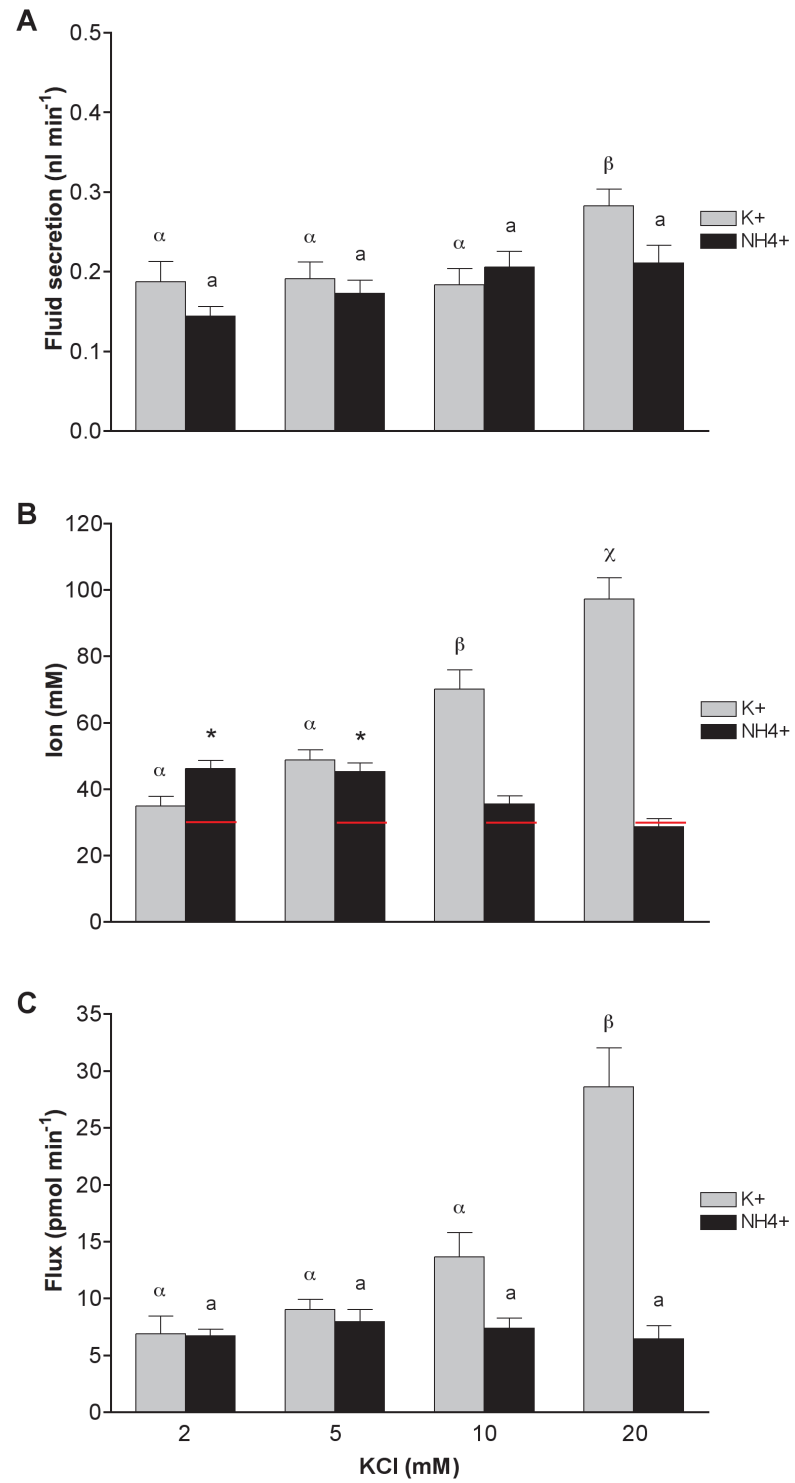 A
Fluid secretion (nl min-1)
0.5
0.4
0.3
0.2
0.1
0.0
α
a
α
a
α
a
β
a
K+
NH4+
B
Ion (mM)
120
100
80
60
40
20
0
α
*
α
*
β
χ
K+
NH4+
C
Flux (pmol min-1)
35
30
25
20
15
10
5
0
α
a
α
a
α
a
β
a
K+
NH4+
2 5 10 20
KCl (mM)